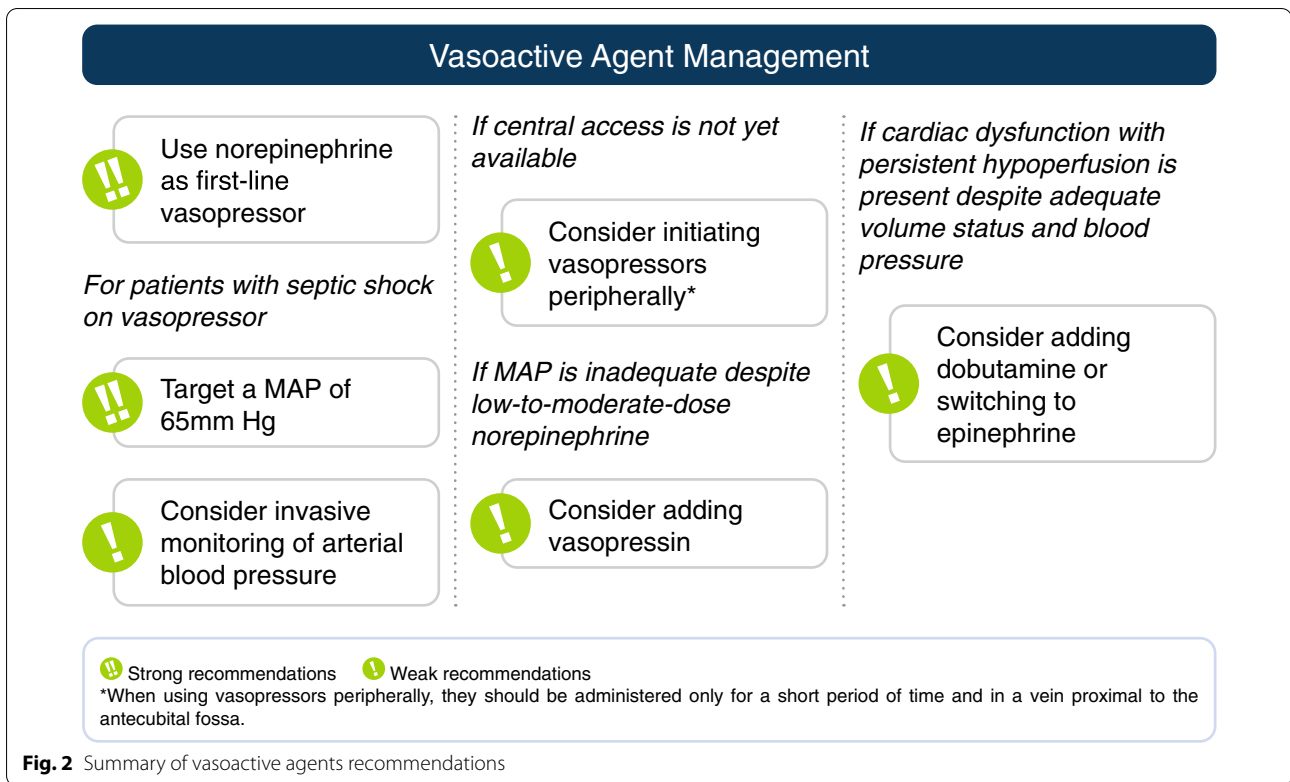 Vasoactive Agent Management
Use norepinephrine
as first-line
vasopressor
For patients with septic shock
on vasopressor
Target a MAP of
65mm Hg
Consider invasive
monitoring of arterial
blood pressure
If central access is not yet
available
Consider initiating
vasopressors
peripherally*
If MAP is inadequate despite
low-to-moderate-dose
norepinephrine
Consider adding
vasopressin
If cardiac dysfunction with
persistent hypoperfusion is
present despite adequate
volume status and blood
pressure
Consider adding
dobutamine or
switching to
epinephrine
!! Strong recommendations ! Weak recommendations
*When using vasopressors peripherally, they should be administered only for a short period of time and in a vein proximal to the
antecubital fossa.
Fig. 2 Summary of vasoactive agents recommendations